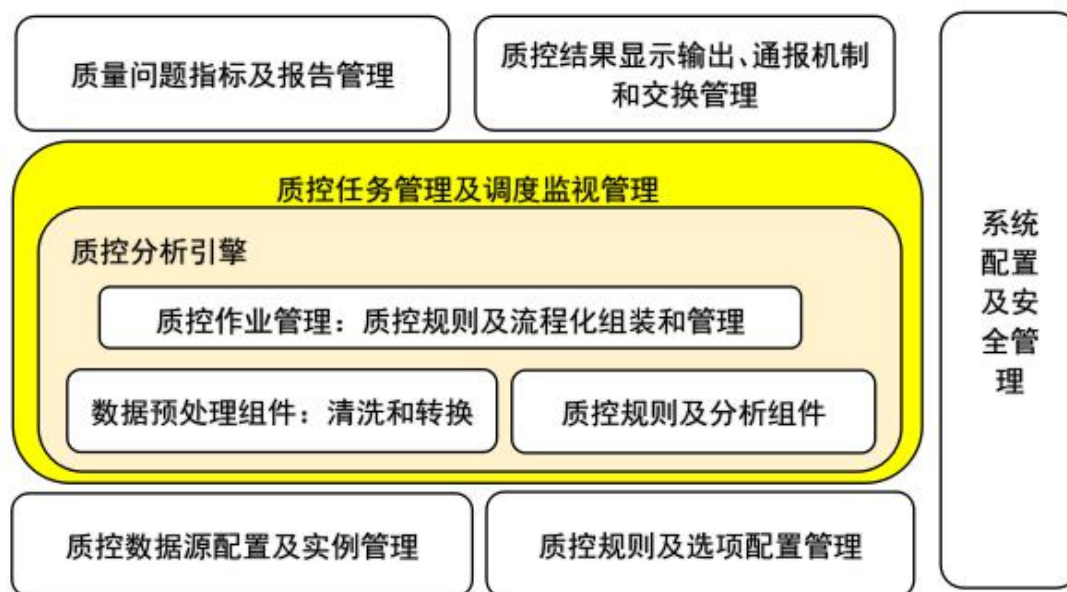 质量问题指标及报告管理
质控结果显示输出、通报机制
和交换管理
质控任务管理及调度监视管理
质控分析引擎
质控作业管理：质控规则及流程化组装和管理
数据预处理组件：清洗和转换
质控规则及分析组件
质控数据源配置及实例管理
质控规则及选项配置管理
系统
配置
及安
全管
理